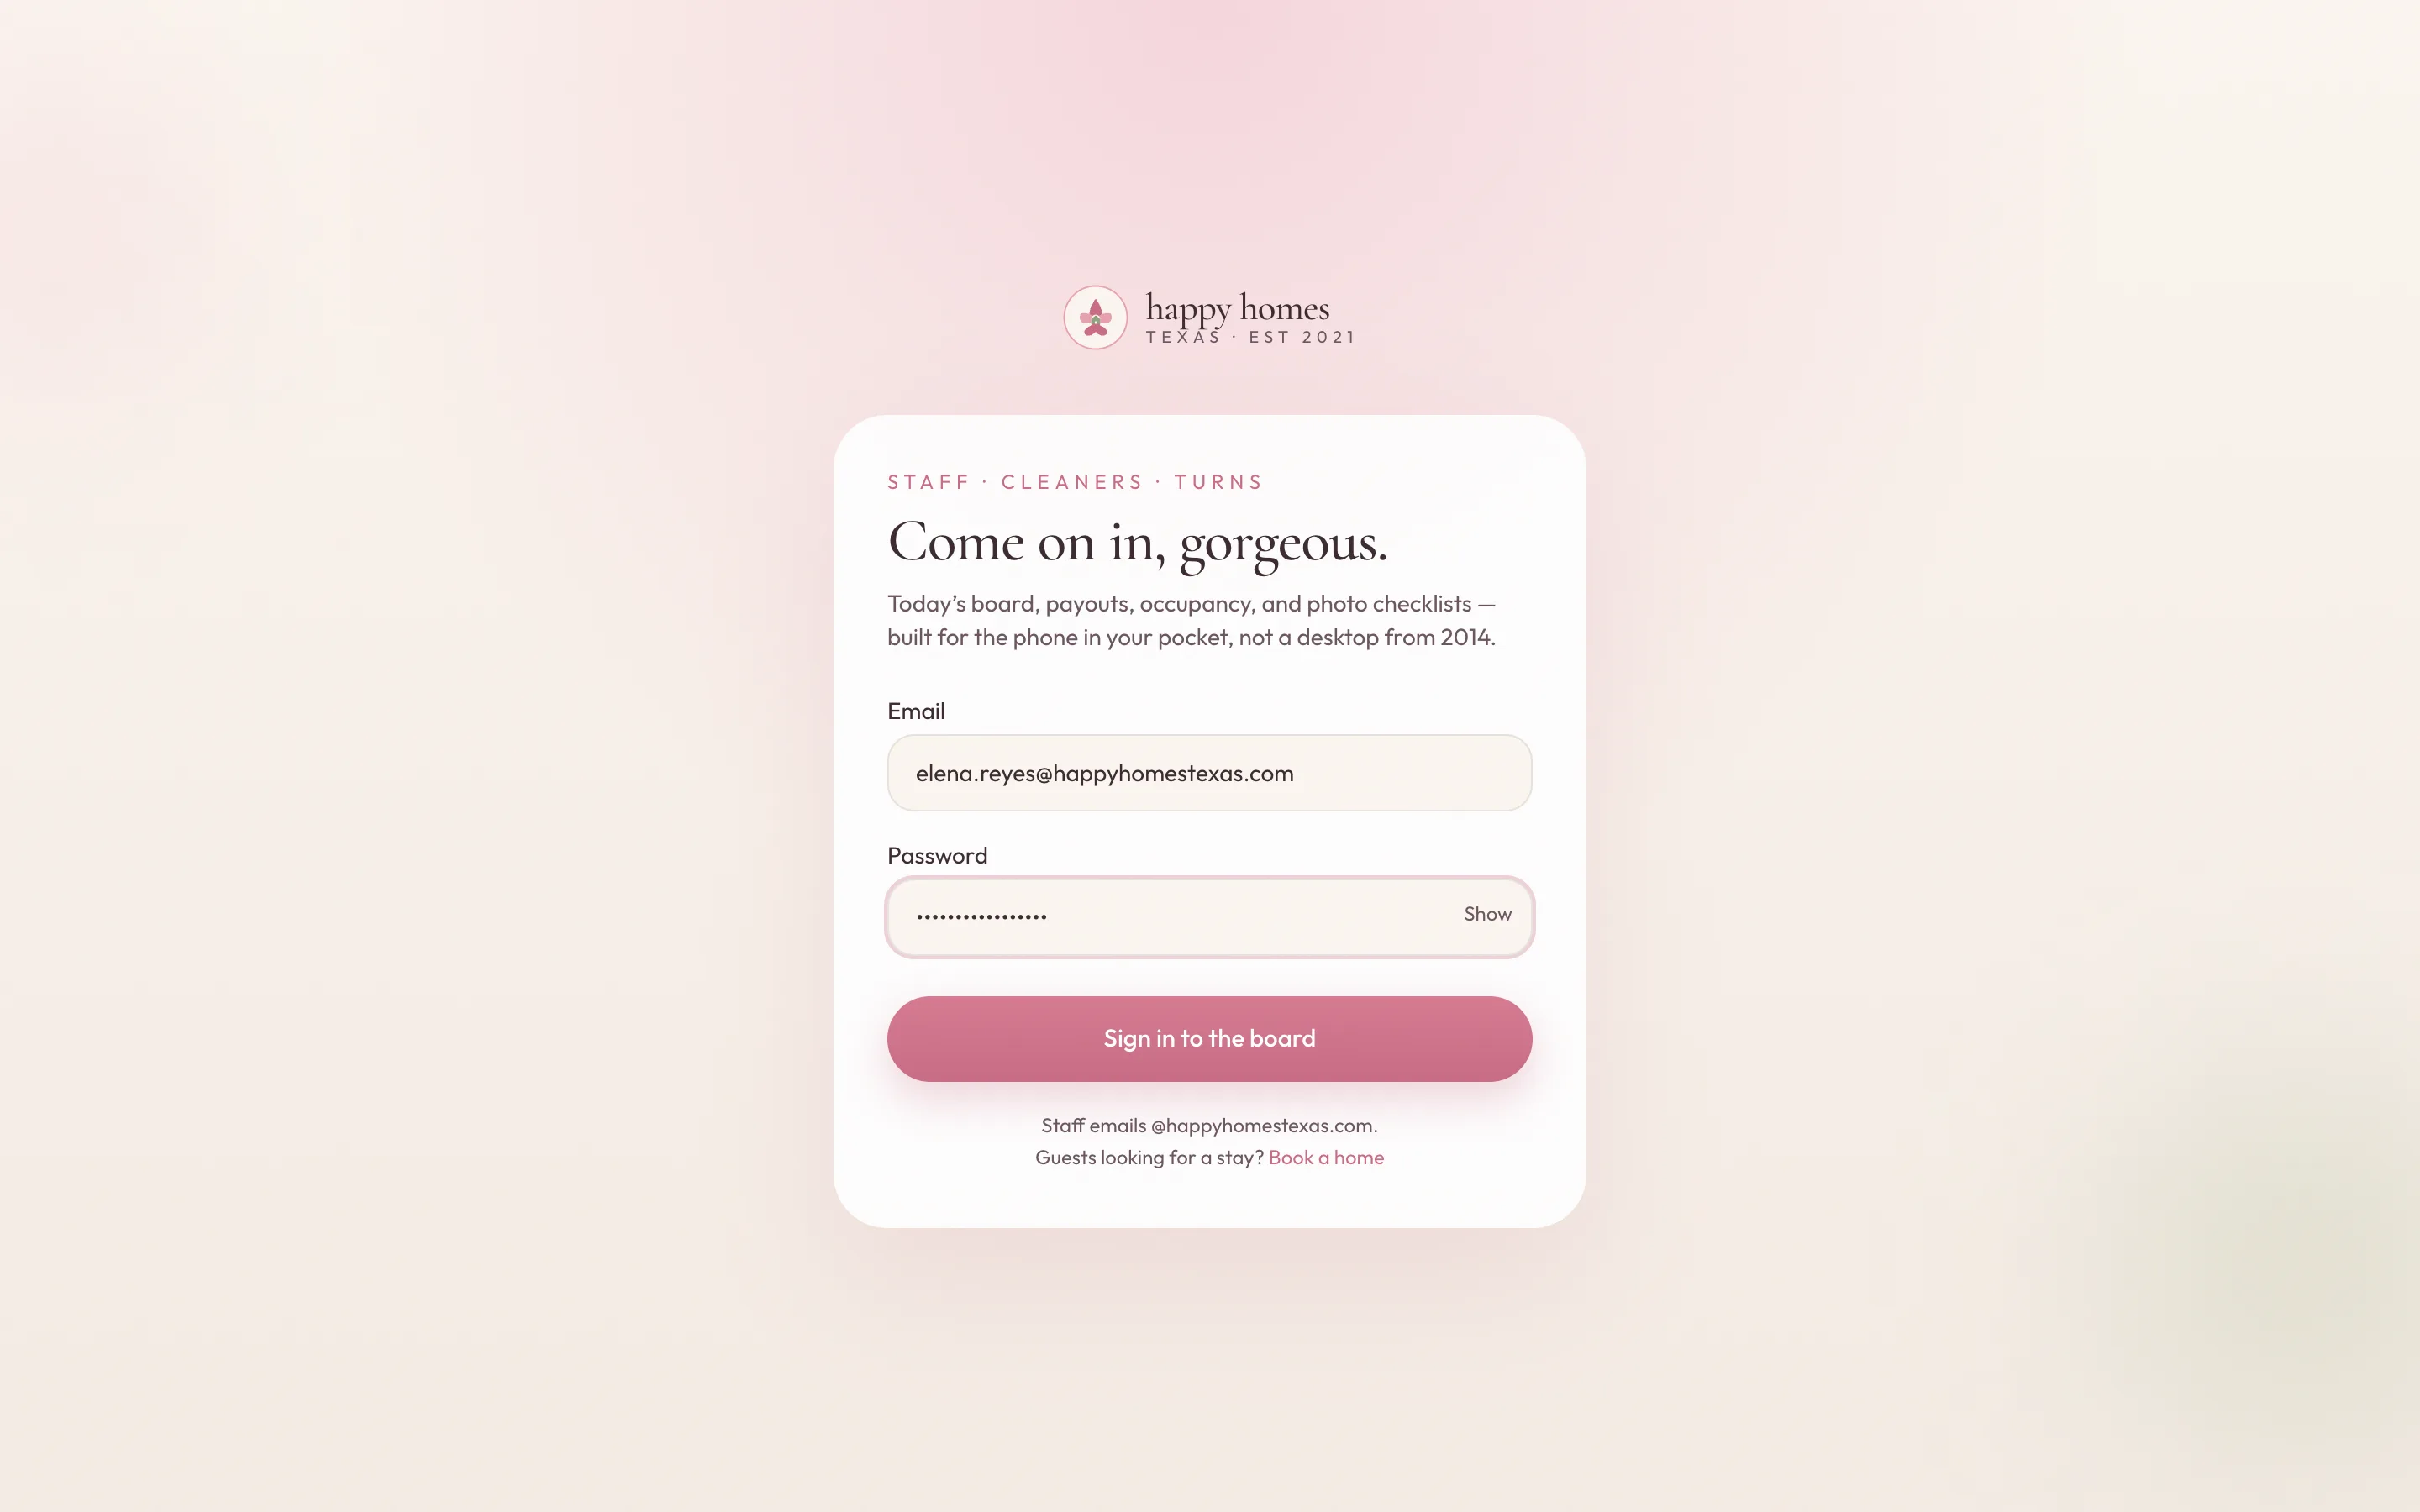 happy homes
TEXAS · EST 2021
STAFF · CLEANERS · TURNS
Come on in, gorgeous.
Today’s board, payouts, occupancy, and photo checklists —
built for the phone in your pocket, not a desktop from 2014.
Email
elena.reyes@happyhomestexas.com
Password
•••••••••••••••••
Show
Sign in to the board
Staff emails @happyhomestexas.com.
Guests looking for a stay? Book a home